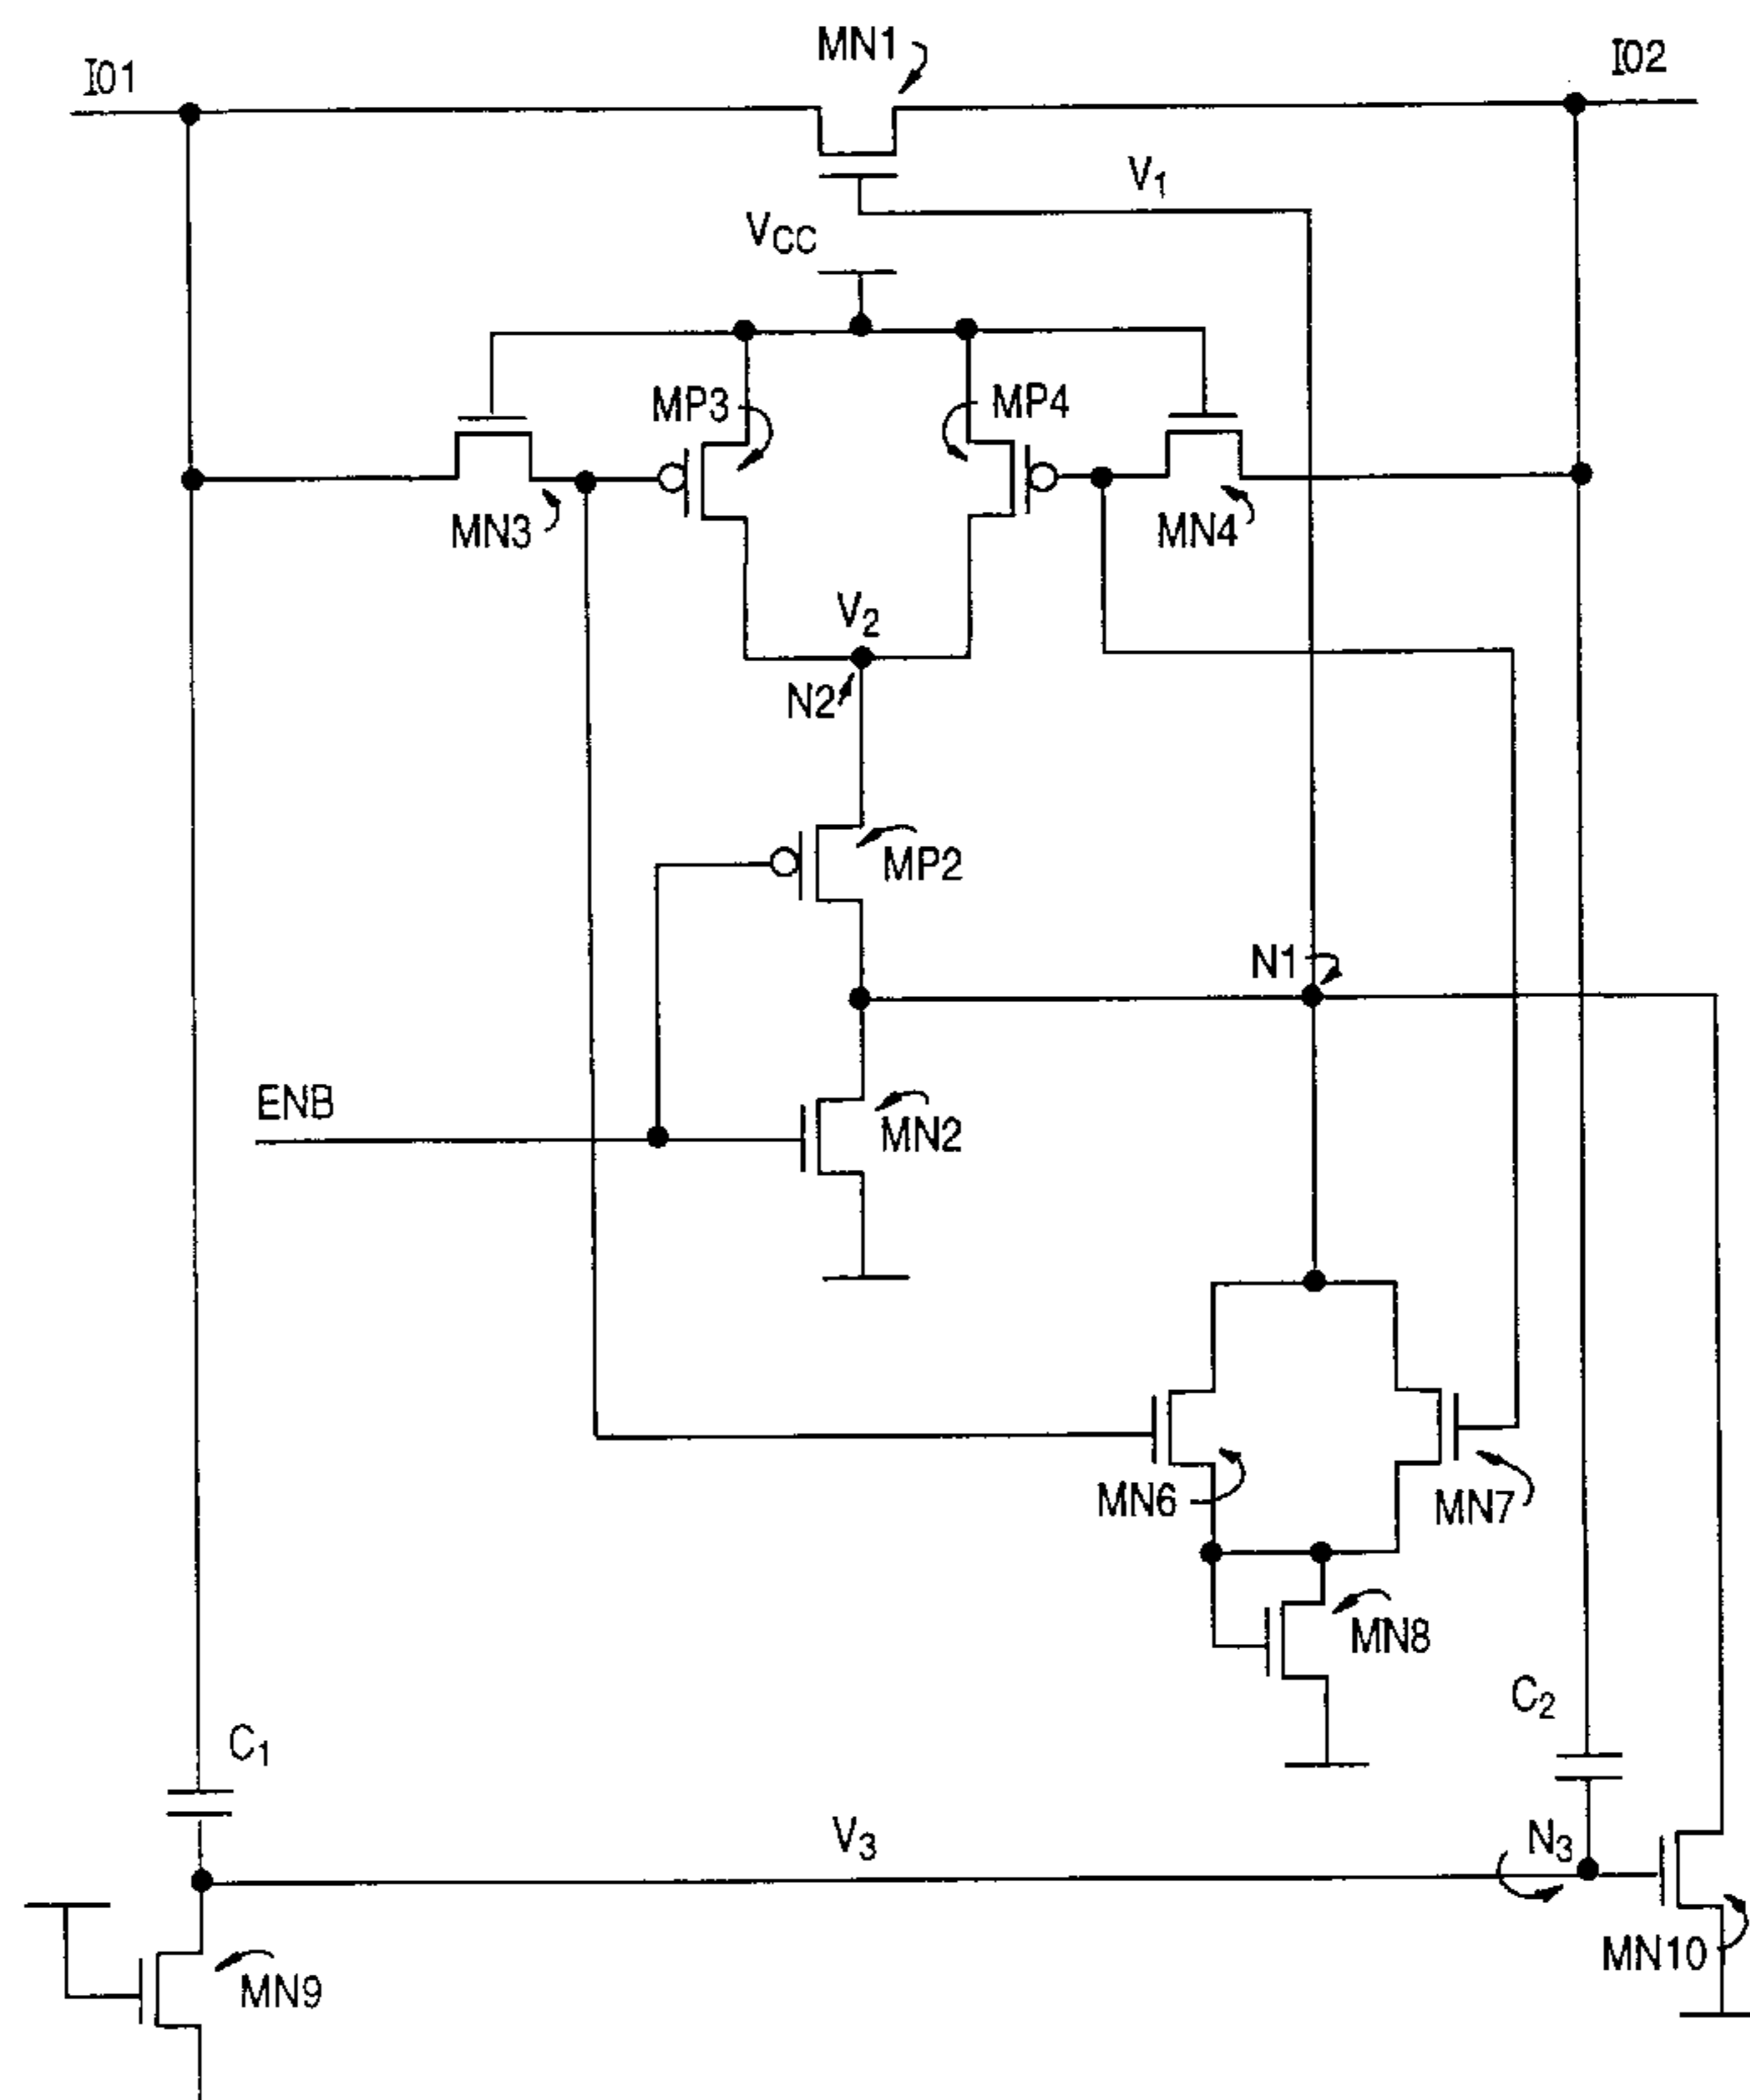 MN1
IO1
IO2
V1
VCC
MP3
MP4
MN3
MN4
V2
N2
MP2
N1
ENB
MN2
MN6
MN7
MN8
C2
C1
V3
N3
MN10
MN9